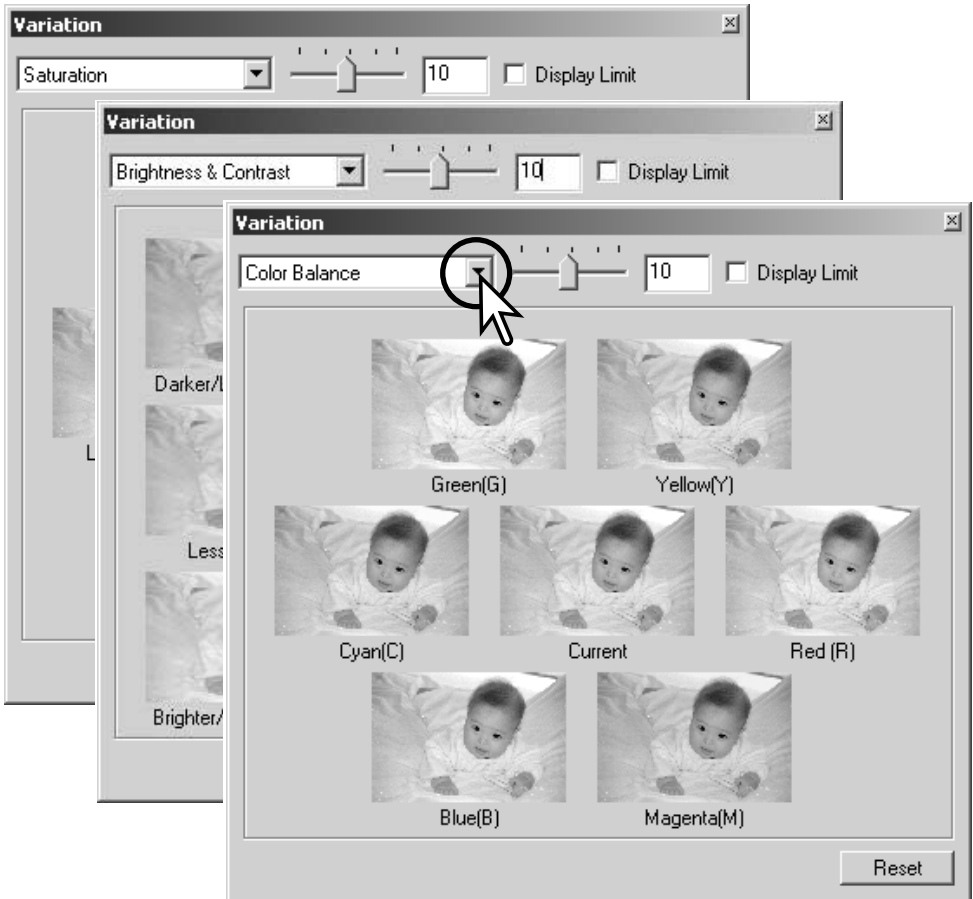 Variation
Saturation 10 Display Limit
Variation
Brightness & Contrast 10 Display Limit
Darker/L
L
Less
Brighter/
Variation
Color Balance 10 Display Limit
Green(G) Yellow(Y)
Cyan(C) Current Red (R)
Blue(B) Magenta(M)
Reset